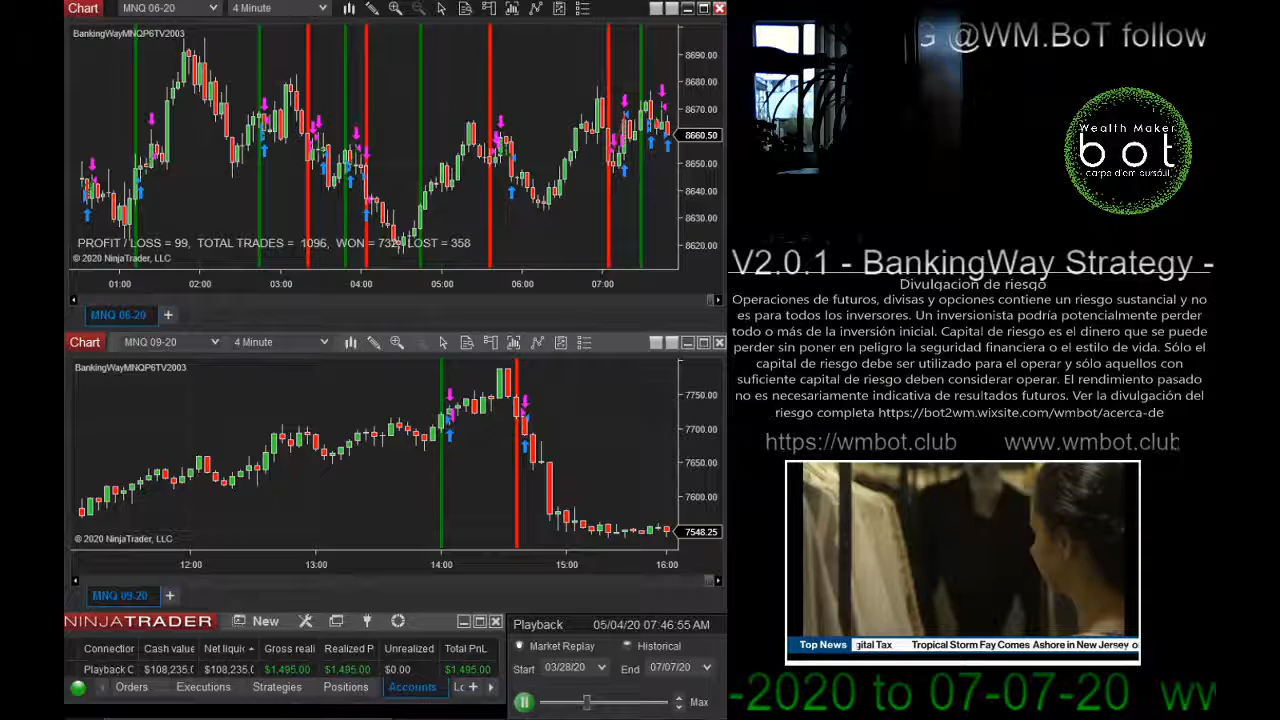 Chart MNQ 06-20 4 Minute
BankingWayMNQP6TV2003
8690.00
8680.00
8670.00
8660.50
8650.00
8640.00
8630.00
8620.00
PROFIT / LOSS = 99, TOTAL TRADES = 1096, WON = 732, LOST = 358
© 2020 NinjaTrader, LLC
01:00 02:00 03:00 04:00 05:00 06:00 07:00
MNQ 06-20 +
Chart MNQ 09-20 4 Minute
BankingWayMNQP6TV2003
7750.00
7700.00
7650.00
7600.00
7548.25
© 2020 NinjaTrader, LLC
12:00 13:00 14:00 15:00 16:00
MNQ 09-20 +
NINJATRADER New
Connection Cash value Net liquic Gross reali Realized P Unrealized Total PnL
Playback C $108,235.0 $108,235.0 $1,495.00 $1,495.00 $0.00 $1,495.00
Orders Executions Strategies Positions Accounts Lc +
Playback 05/04/20 07:46:55 AM
Market Replay Historical
Start 03/28/20 End 07/07/20
Max
G @WM.BoT follow
Wealth Maker
bot
V2.0.1 - BankingWay Strategy -
Divulgacion de riesgo
Operaciones de futuros, divisas y opciones contiene un riesgo sustancial y no
es para todos los inversores. Un inversionista podría potencialmente perder
todo o más de la inversión inicial. Capital de riesgo es el dinero que se puede
perder sin poner en peligro la seguridad financiera o el estilo de vida. Sólo el
capital de riesgo debe ser utilizado para el operar y sólo aquellos con
suficiente capital de riesgo deben considerar operar. El rendimiento pasado
no es necesariamente indicativa de resultados futuros. Ver la divulgación del
riesgo completa https://bot2wm.wixsite.com/wmbot/acerca-de
https://wmbot.club www.wmbot.club
Top News gital Tax Tropical Storm Fay Comes Ashore in New Jersey o
-2020 to 07-07-20 ww